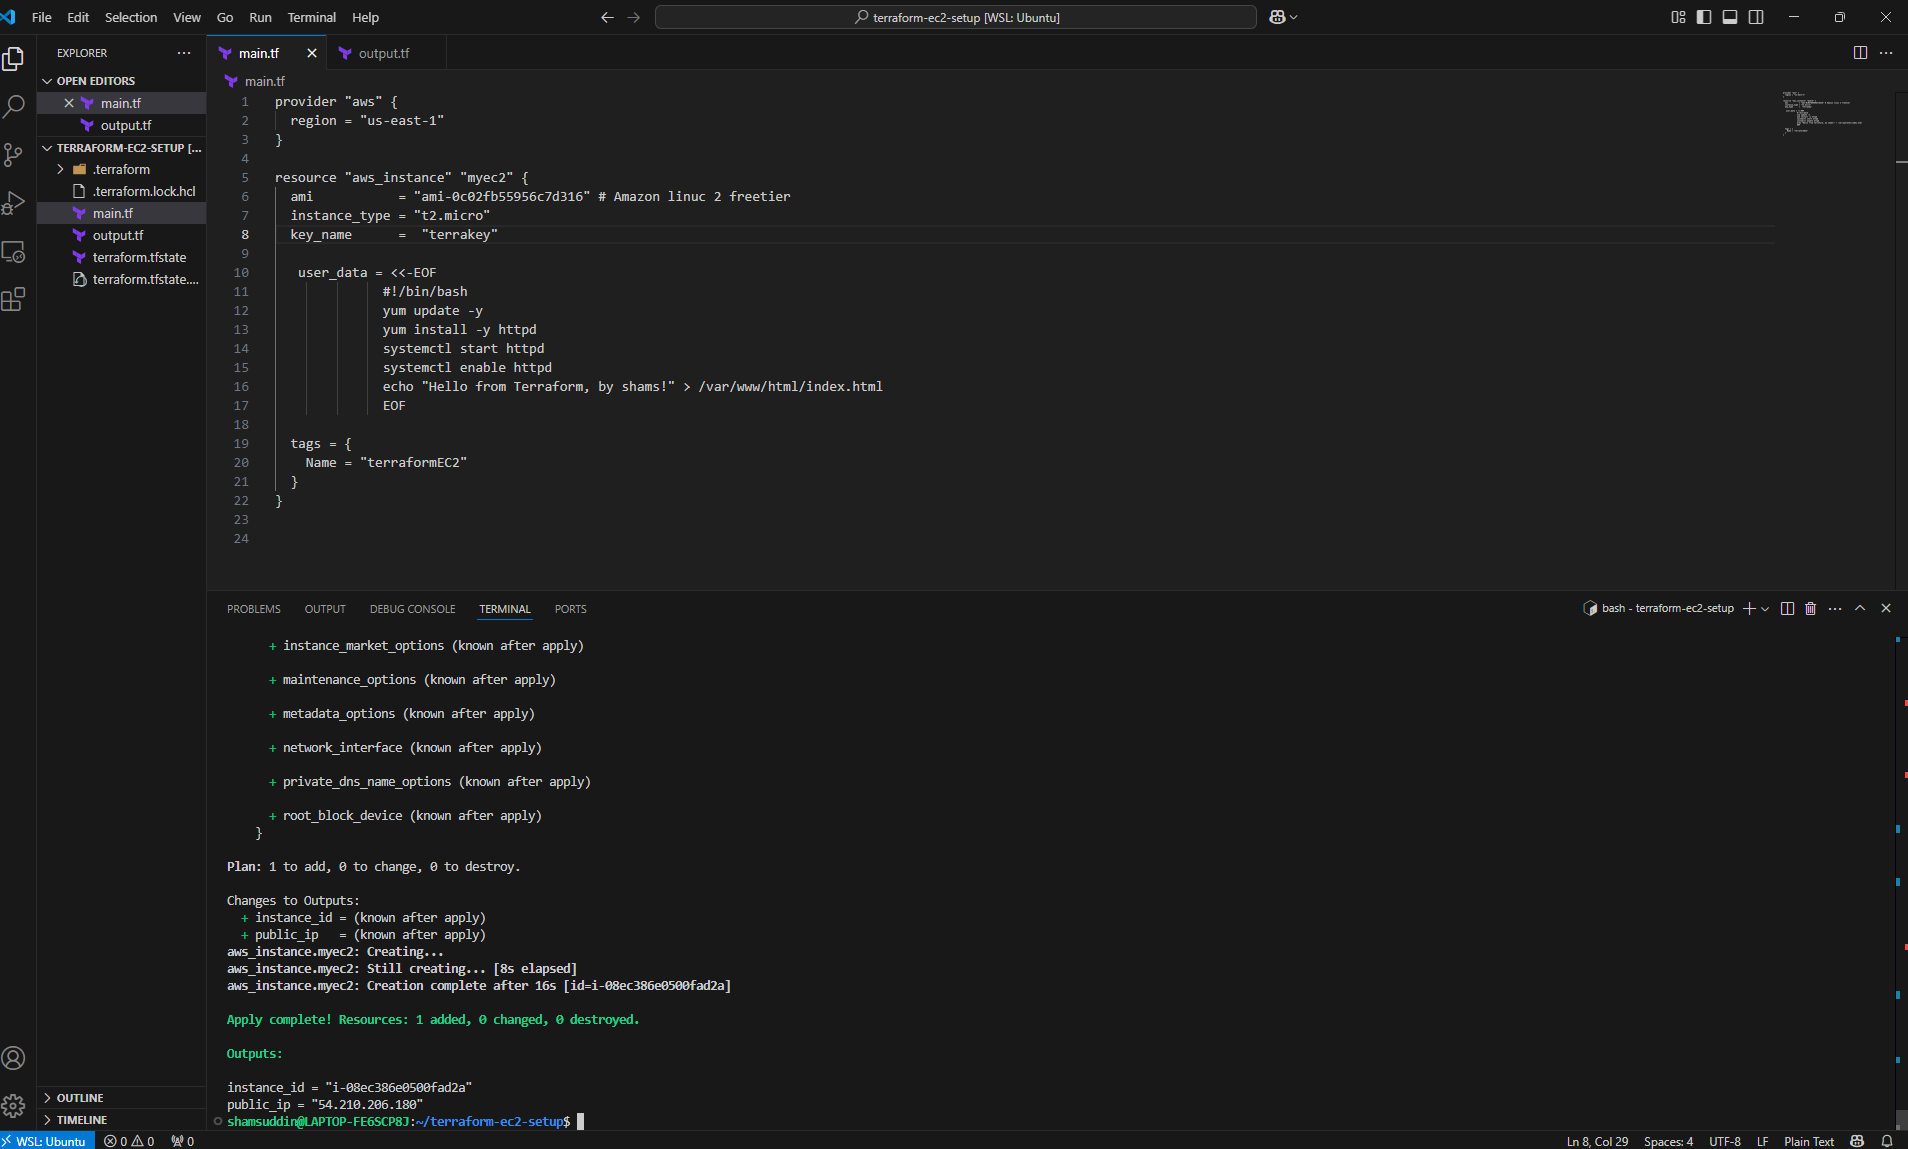 File Edit Selection View Go Run Terminal Help
terraform-ec2-setup [WSL: Ubuntu]
EXPLORER
OPEN EDITORS
main.tf
output.tf
TERRAFORM-EC2-SETUP [...
.terraform
.terraform.lock.hcl
main.tf
output.tf
terraform.tfstate
terraform.tfstate....
OUTLINE
TIMELINE
main.tf output.tf
main.tf
1 provider "aws" {
2 region = "us-east-1"
3 }
4
5 resource "aws_instance" "myec2" {
6 ami = "ami-0c02fb55956c7d316" # Amazon linuc 2 freetier
7 instance_type = "t2.micro"
8 key_name = "terrakey"
9
10 user_data = <<-EOF
11 #!/bin/bash
12 yum update -y
13 yum install -y httpd
14 systemctl start httpd
15 systemctl enable httpd
16 echo "Hello from Terraform, by shams!" > /var/www/html/index.html
17 EOF
18
19 tags = {
20 Name = "terraformEC2"
21 }
22 }
23
24
PROBLEMS OUTPUT DEBUG CONSOLE TERMINAL PORTS
bash - terraform-ec2-setup
+ instance_market_options (known after apply)
+ maintenance_options (known after apply)
+ metadata_options (known after apply)
+ network_interface (known after apply)
+ private_dns_name_options (known after apply)
+ root_block_device (known after apply)
}
Plan: 1 to add, 0 to change, 0 to destroy.
Changes to Outputs:
+ instance_id = (known after apply)
+ public_ip = (known after apply)
aws_instance.myec2: Creating...
aws_instance.myec2: Still creating... [8s elapsed]
aws_instance.myec2: Creation complete after 16s [id=i-08ec386e0500fad2a]
Apply complete! Resources: 1 added, 0 changed, 0 destroyed.
Outputs:
instance_id = "i-08ec386e0500fad2a"
public_ip = "54.210.206.180"
shamsuddin@LAPTOP-FE6SCP8J:~/terraform-ec2-setup$
WSL: Ubuntu 0 0 0 Ln 8, Col 29 Spaces: 4 UTF-8 LF Plain Text